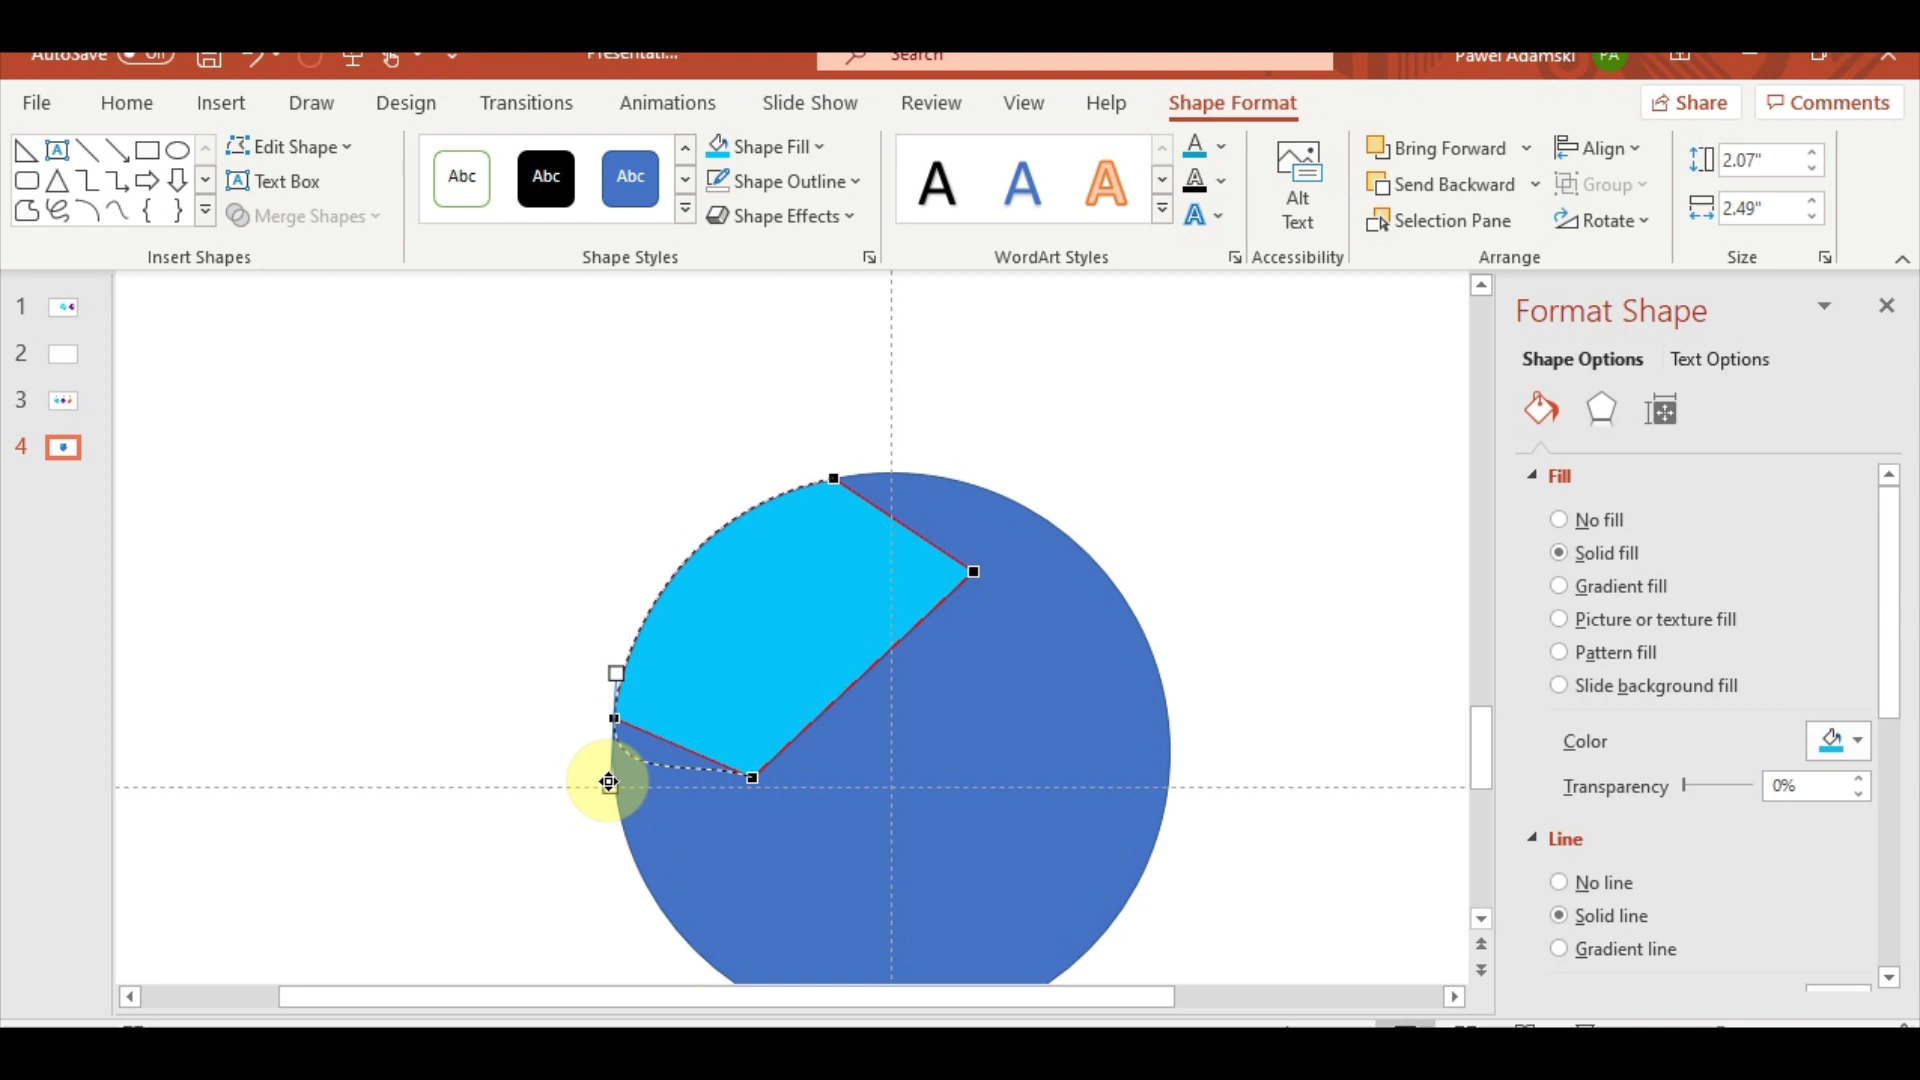 AutoSave Off Presentati... Search Pawel Adamski PA
File Home Insert Draw Design Transitions Animations Slide Show Review View Help Shape Format Share Comments
Edit Shape
Text Box
Merge Shapes
Insert Shapes
Abc Abc Abc
Shape Fill
Shape Outline
Shape Effects
Shape Styles
A A A
WordArt Styles
Alt
Text
Accessibility
Bring Forward
Send Backward
Selection Pane
Align
Group
Rotate
Arrange
2.07"
2.49"
Size
1
2
3
4
Format Shape
Shape Options Text Options
Fill
No fill
Solid fill
Gradient fill
Picture or texture fill
Pattern fill
Slide background fill
Color
Transparency 0%
Line
No line
Solid line
Gradient line